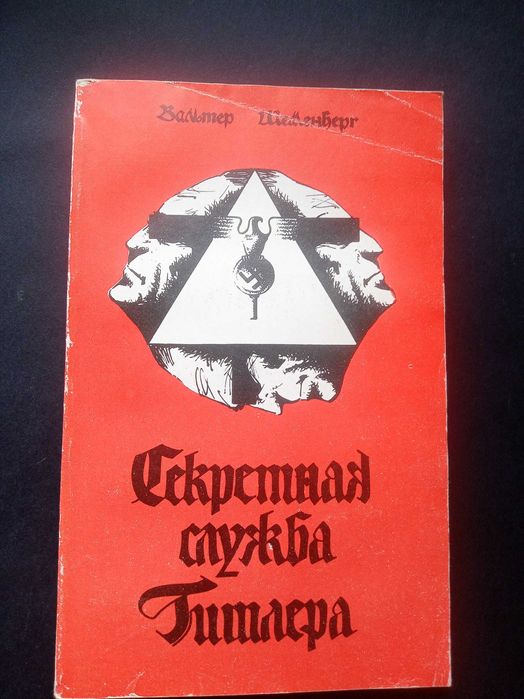 Вальтер Шелленберг
Секретная
служба
Гитлера